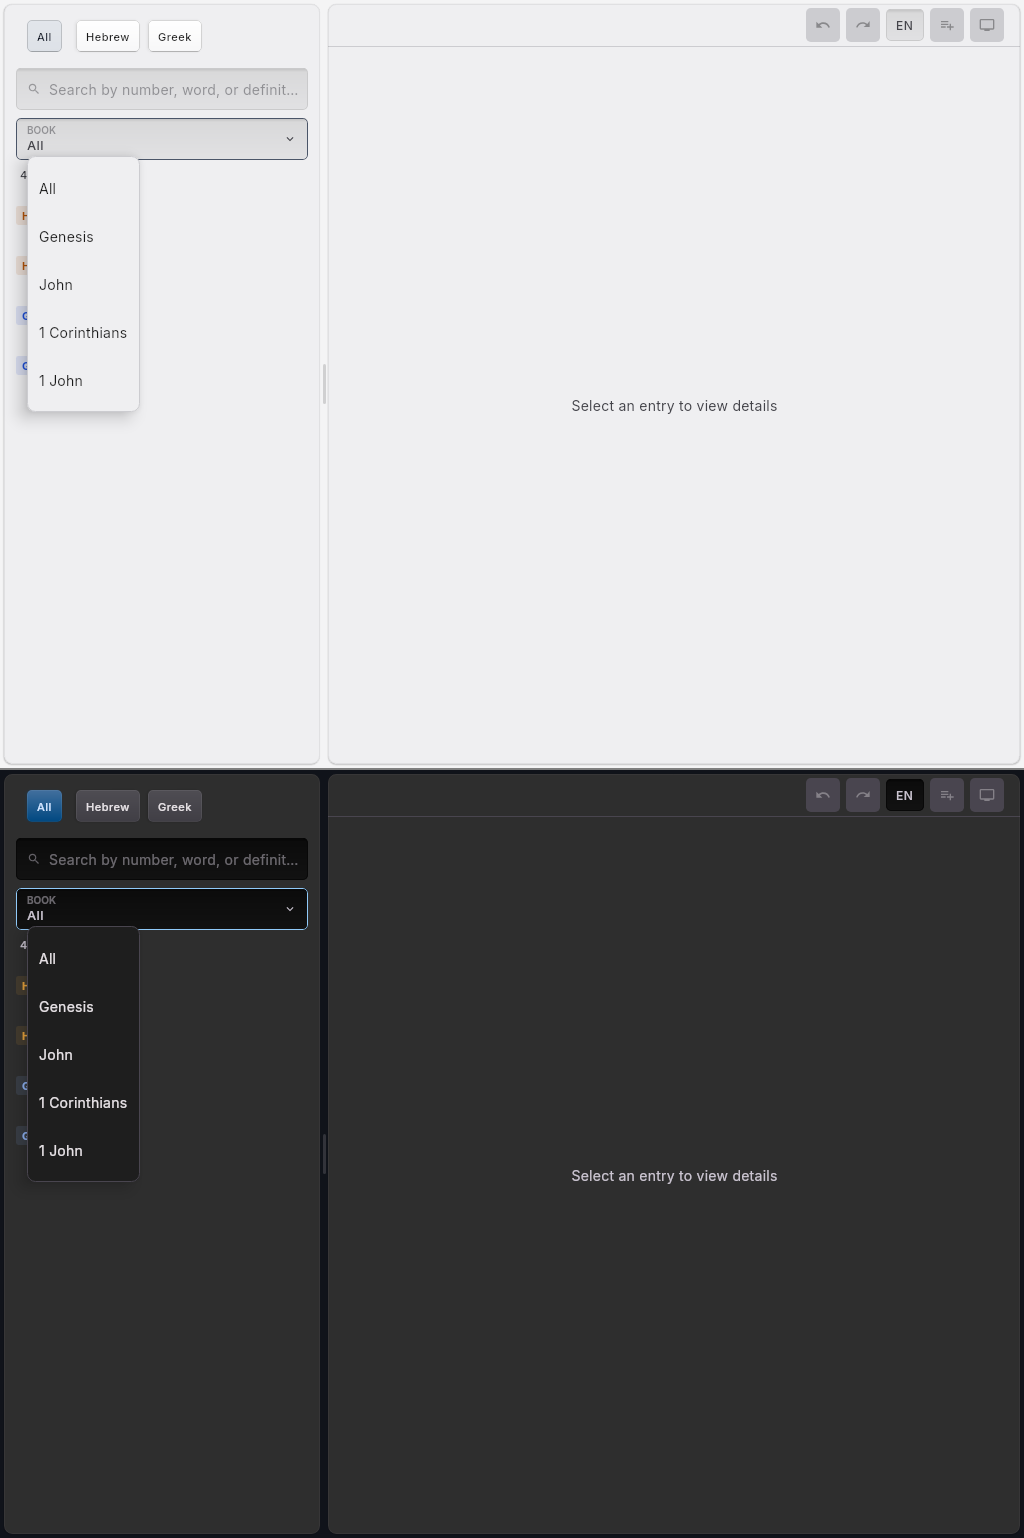 All Hebrew Greek
Search by number, word, or definit...
BOOK
All
4
H
All
Genesis
H
John
G
1 Corinthians
G
1 John
EN
Select an entry to view details
All Hebrew Greek
Search by number, word, or definit...
BOOK
All
4
All
H
Genesis
H
John
G
1 Corinthians
G
1 John
EN
Select an entry to view details